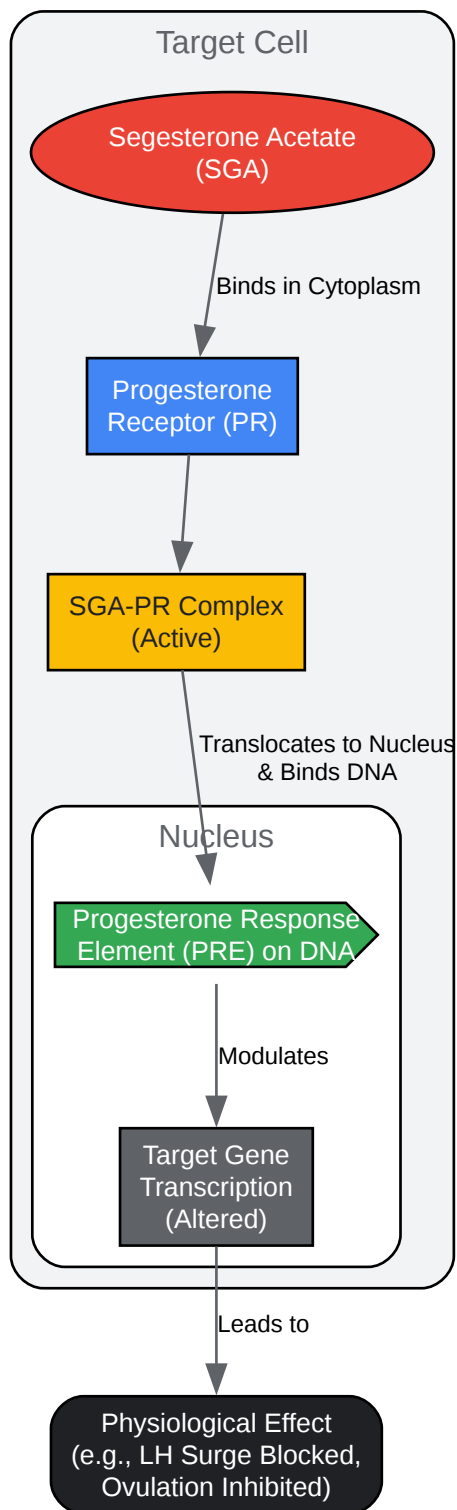 Target Cell
Segesterone Acetate
(SGA)
Binds in Cytoplasm
Progesterone
Receptor (PR)
SGA-PR Complex
(Active)
Translocates to Nucleus
& Binds DNA
Nucleus
Progesterone Response
Element (PRE) on DNA
Modulates
Target Gene
Transcription
(Altered)
Leads to
Physiological Effect
(e.g., LH Surge Blocked,
Ovulation Inhibited)